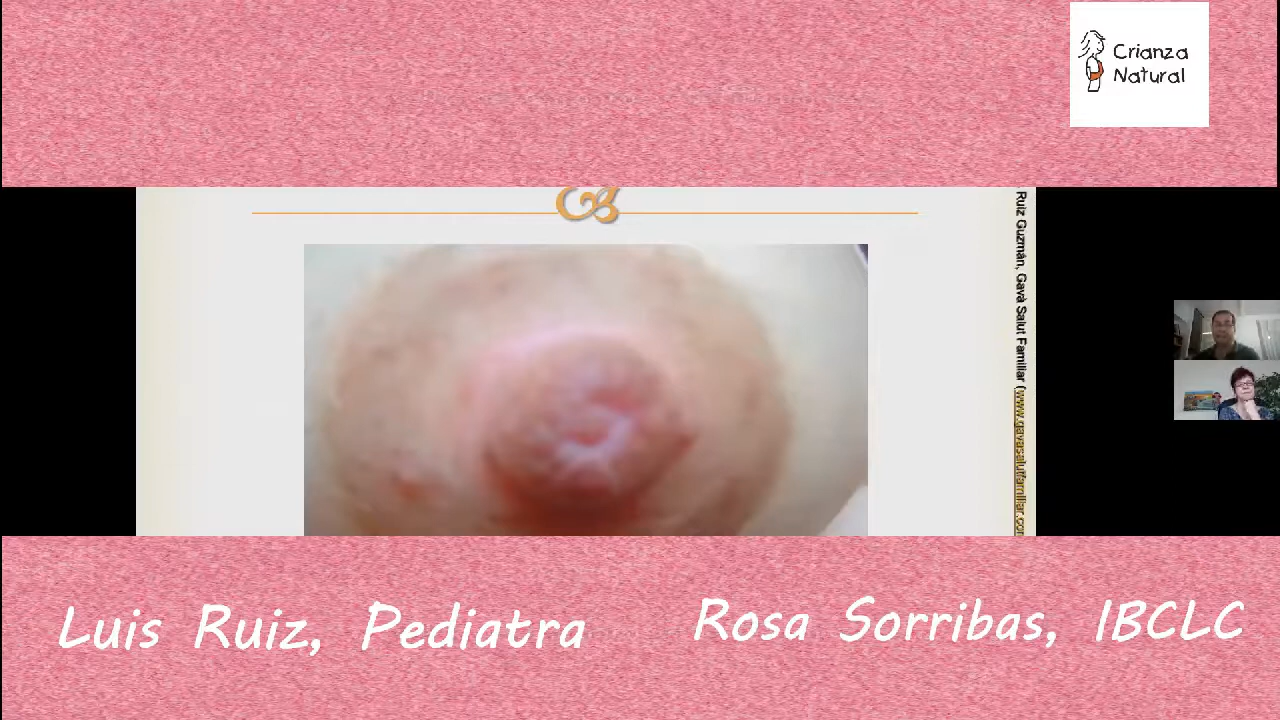 Crianza
Natural
Ruiz Guzmán, Gavà Salut Familiar (www.gavasalutfamiliar.com
Luis Ruiz, Pediatra
Rosa Sorribas, IBCLC